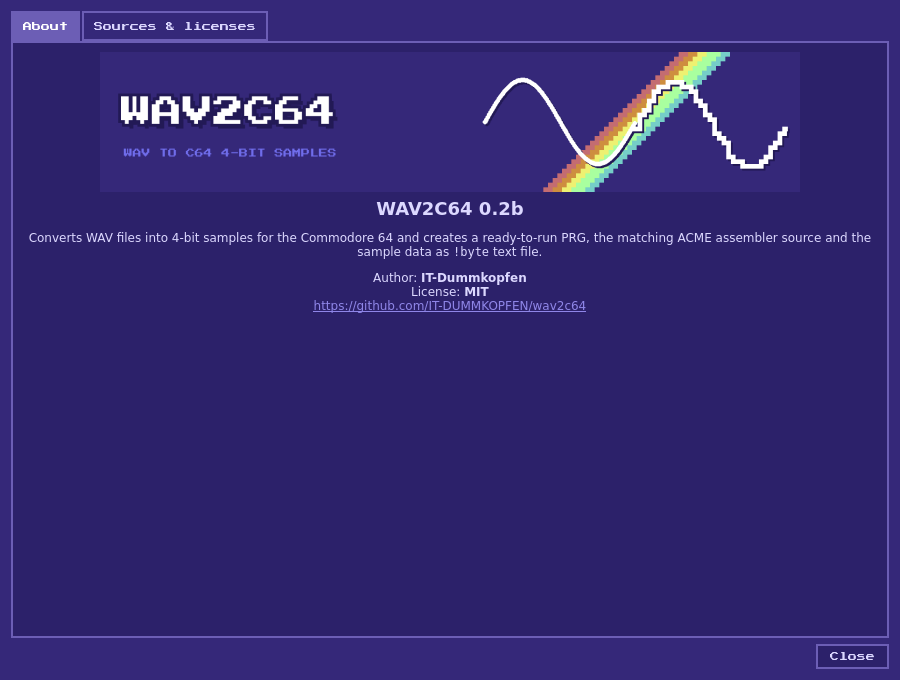 About
Sources & licenses
WAV2C64
WAV TO C64 4-BIT SAMPLES
WAV2C64 0.2b
Converts WAV files into 4-bit samples for the Commodore 64 and creates a ready-to-run PRG, the matching ACME assembler source and the
sample data as !byte text file.
Author: IT-Dummkopfen
License: MIT
https://github.com/IT-DUMMKOPFEN/wav2c64
Close